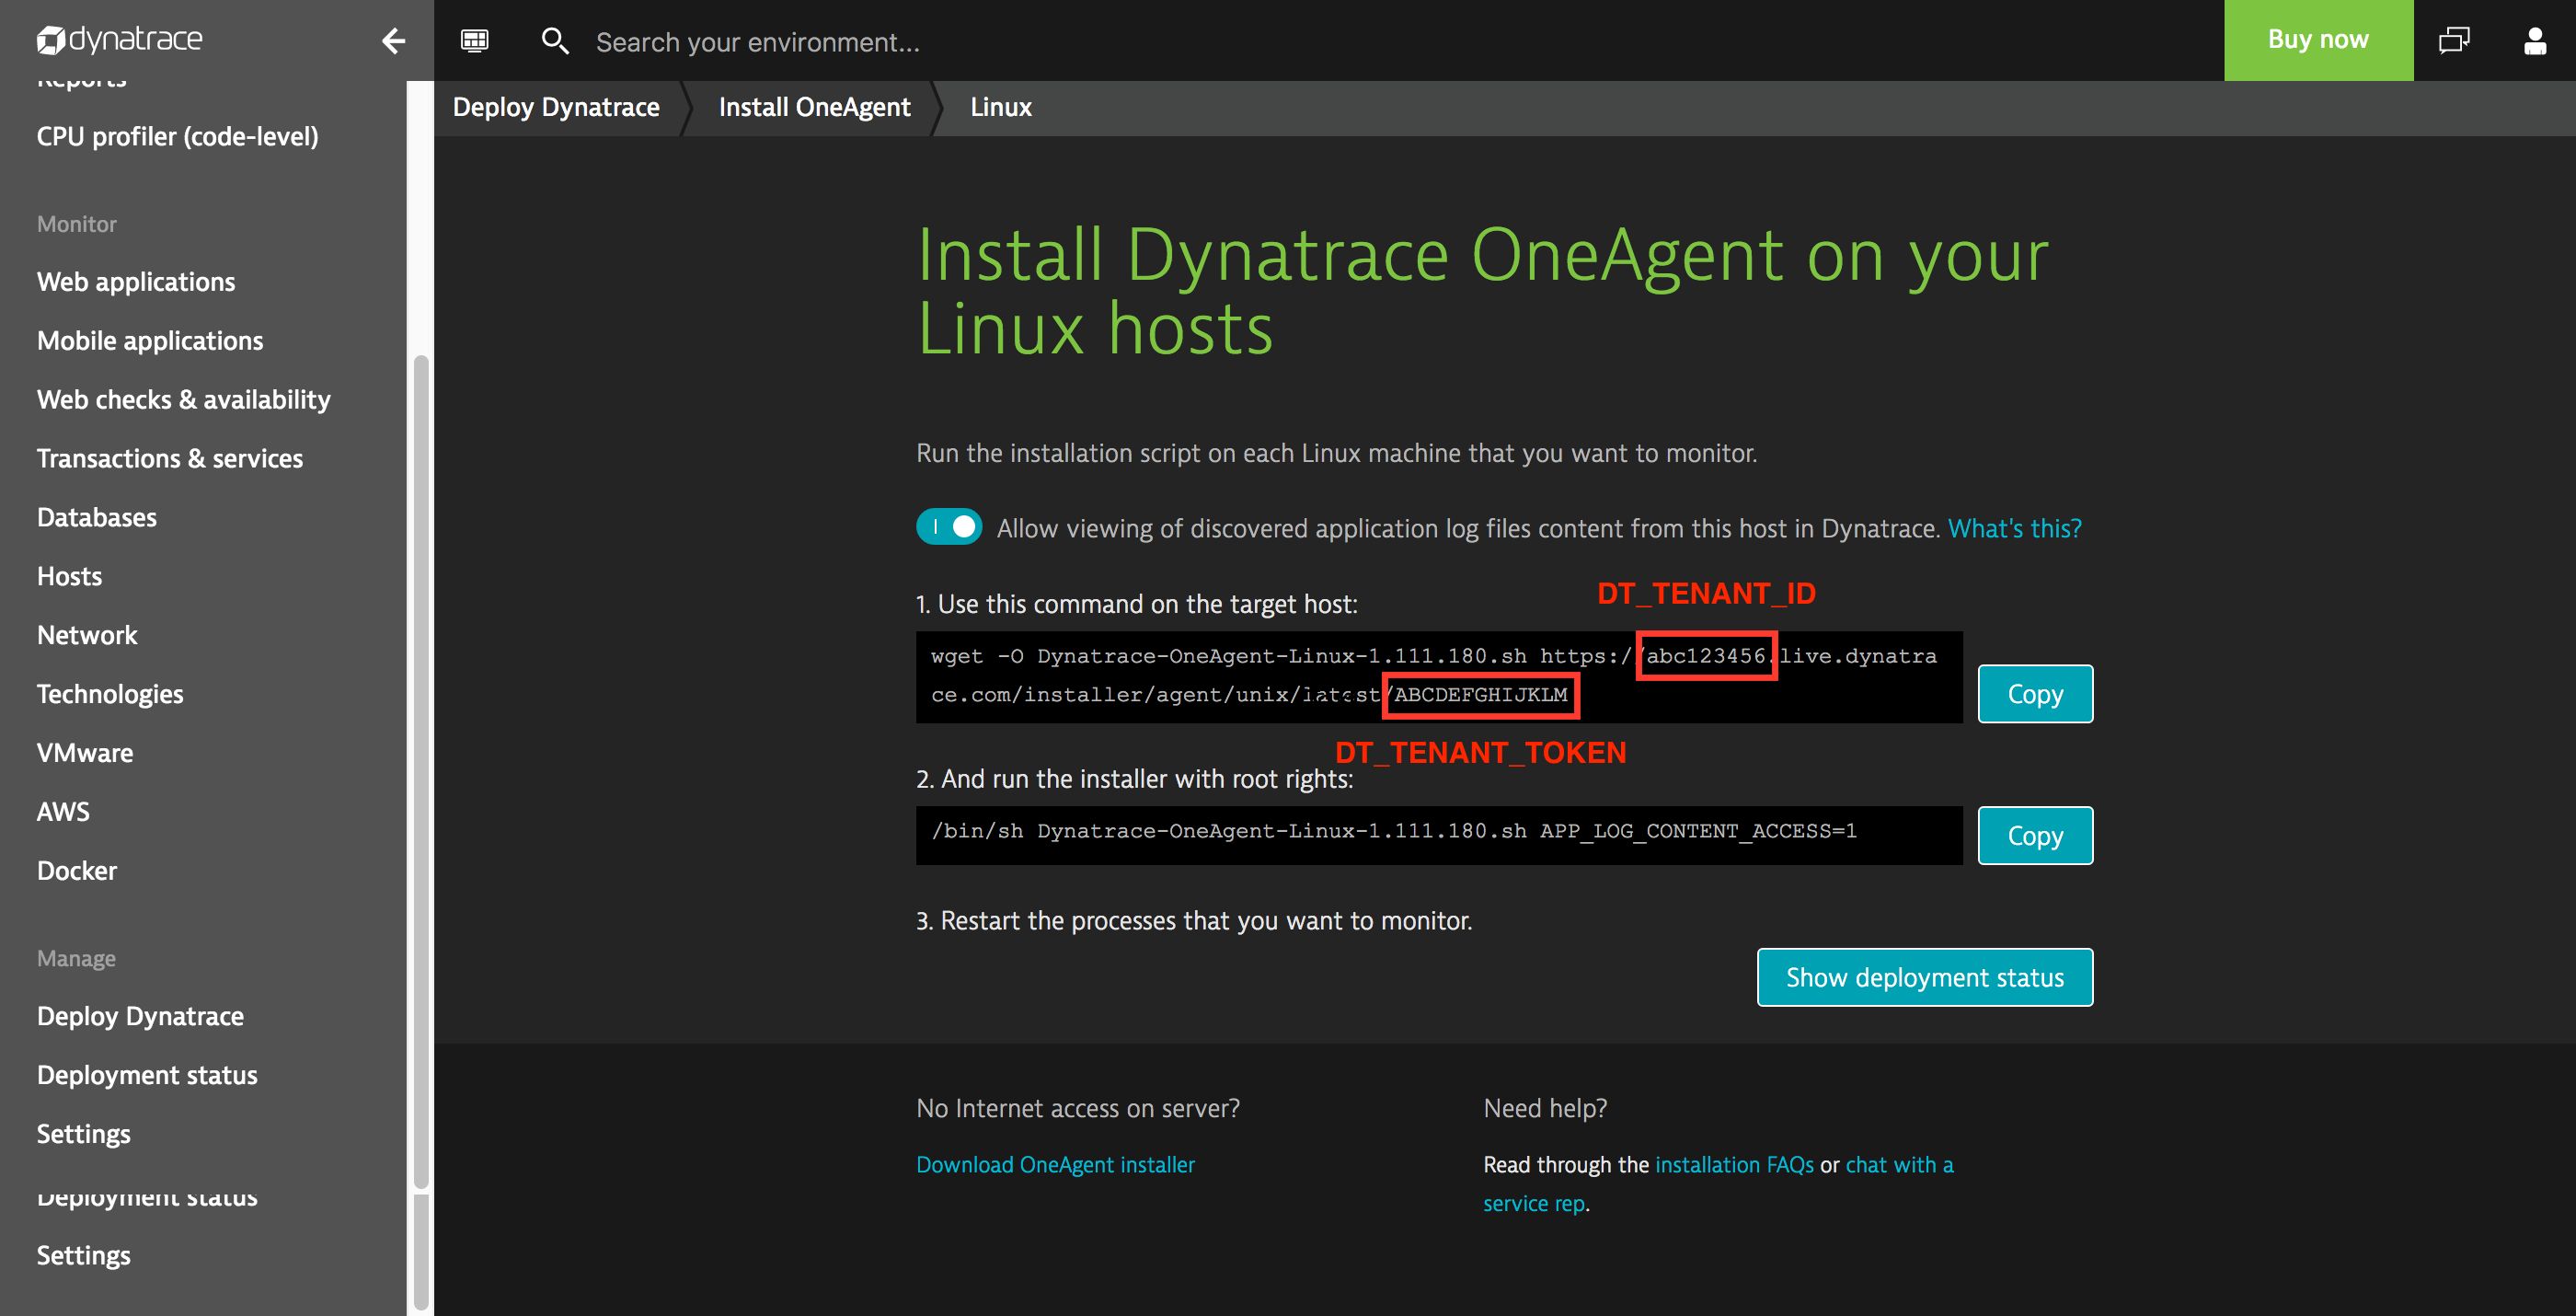 dynatrace
Search your environment...
Buy now
Reports
CPU profiler (code-level)
Monitor
Web applications
Mobile applications
Web checks & availability
Transactions & services
Databases
Hosts
Network
Technologies
VMware
AWS
Docker
Manage
Deploy Dynatrace
Deployment status
Settings
Deployment status
Settings
Deploy Dynatrace
Install OneAgent
Linux
Install Dynatrace OneAgent on your
Linux hosts
Run the installation script on each Linux machine that you want to monitor.
Allow viewing of discovered application log files content from this host in Dynatrace. What's this?
DT_TENANT_ID
1. Use this command on the target host:
wget -O Dynatrace-OneAgent-Linux-1.111.180.sh https://abc123456.live.dynatra
ce.com/installer/agent/unix/latest/ABCDEFGHIJKLM
Copy
DT_TENANT_TOKEN
2. And run the installer with root rights:
/bin/sh Dynatrace-OneAgent-Linux-1.111.180.sh APP_LOG_CONTENT_ACCESS=1
Copy
3. Restart the processes that you want to monitor.
Show deployment status
No Internet access on server?
Download OneAgent installer
Need help?
Read through the installation FAQs or chat with a
service rep.